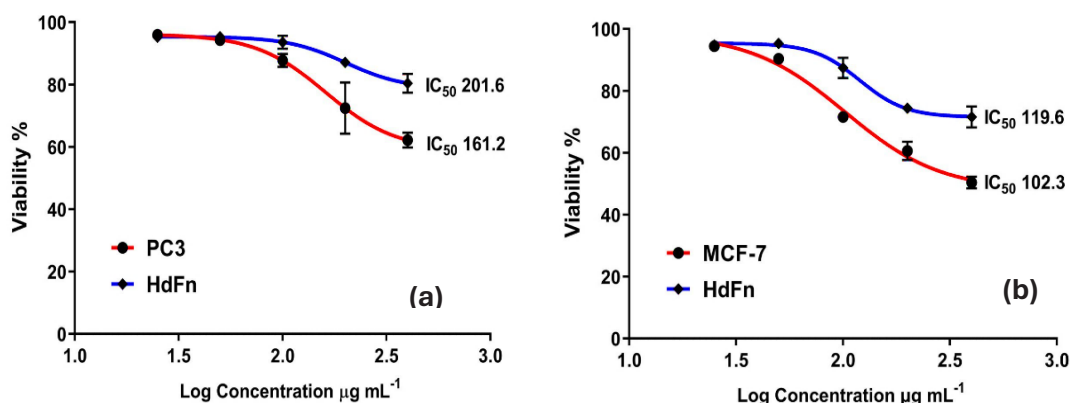 100
80
60
40
20
0
Viability %
IC50 201.6
IC50 161.2
PC3
HdFn
(a)
1.0 1.5 2.0 2.5 3.0
Log Concentration µg mL-1
100
80
60
40
20
0
Viability %
IC50 119.6
IC50 102.3
MCF-7
HdFn
(b)
1.0 1.5 2.0 2.5 3.0
Log Concentration µg mL-1